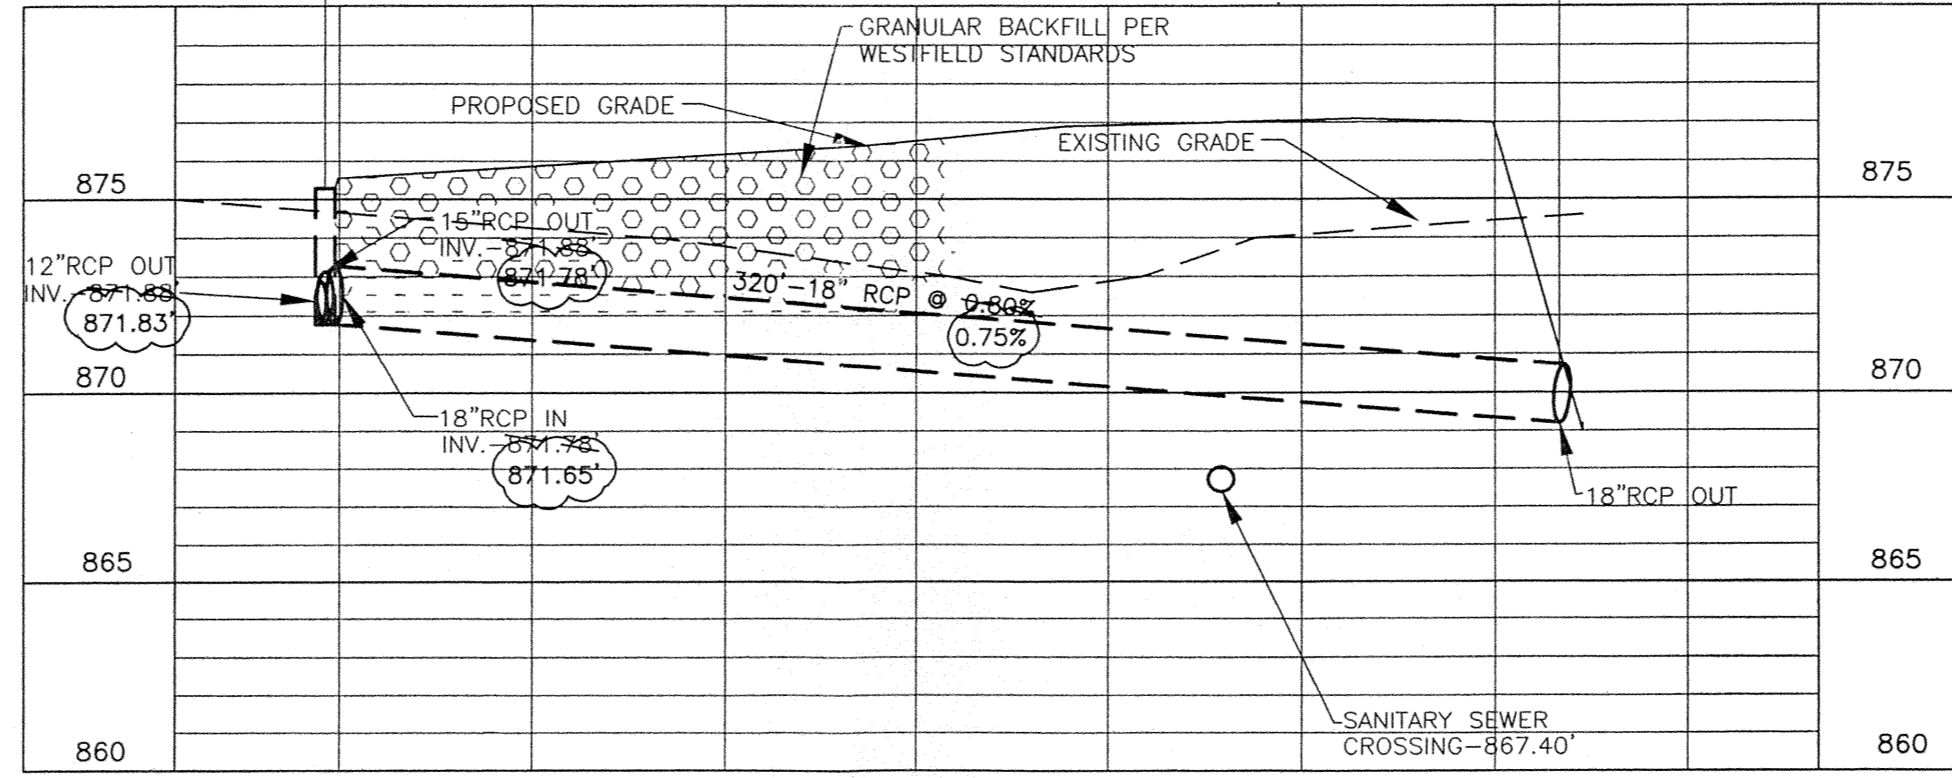 GRANULAR BACKFILL PER
WESTFIELD STANDARDS
PROPOSED GRADE
EXISTING GRADE
875
875
15"RCP OUT
INV.-871.88'
871.78'
12"RCP OUT
INV.-871.88'
871.83'
320'-18" RCP @ 0.80%
0.75%
870
870
18"RCP IN
INV.-871.78'
871.65'
18"RCP OUT
865
865
SANITARY SEWER
CROSSING-867.40'
860
860